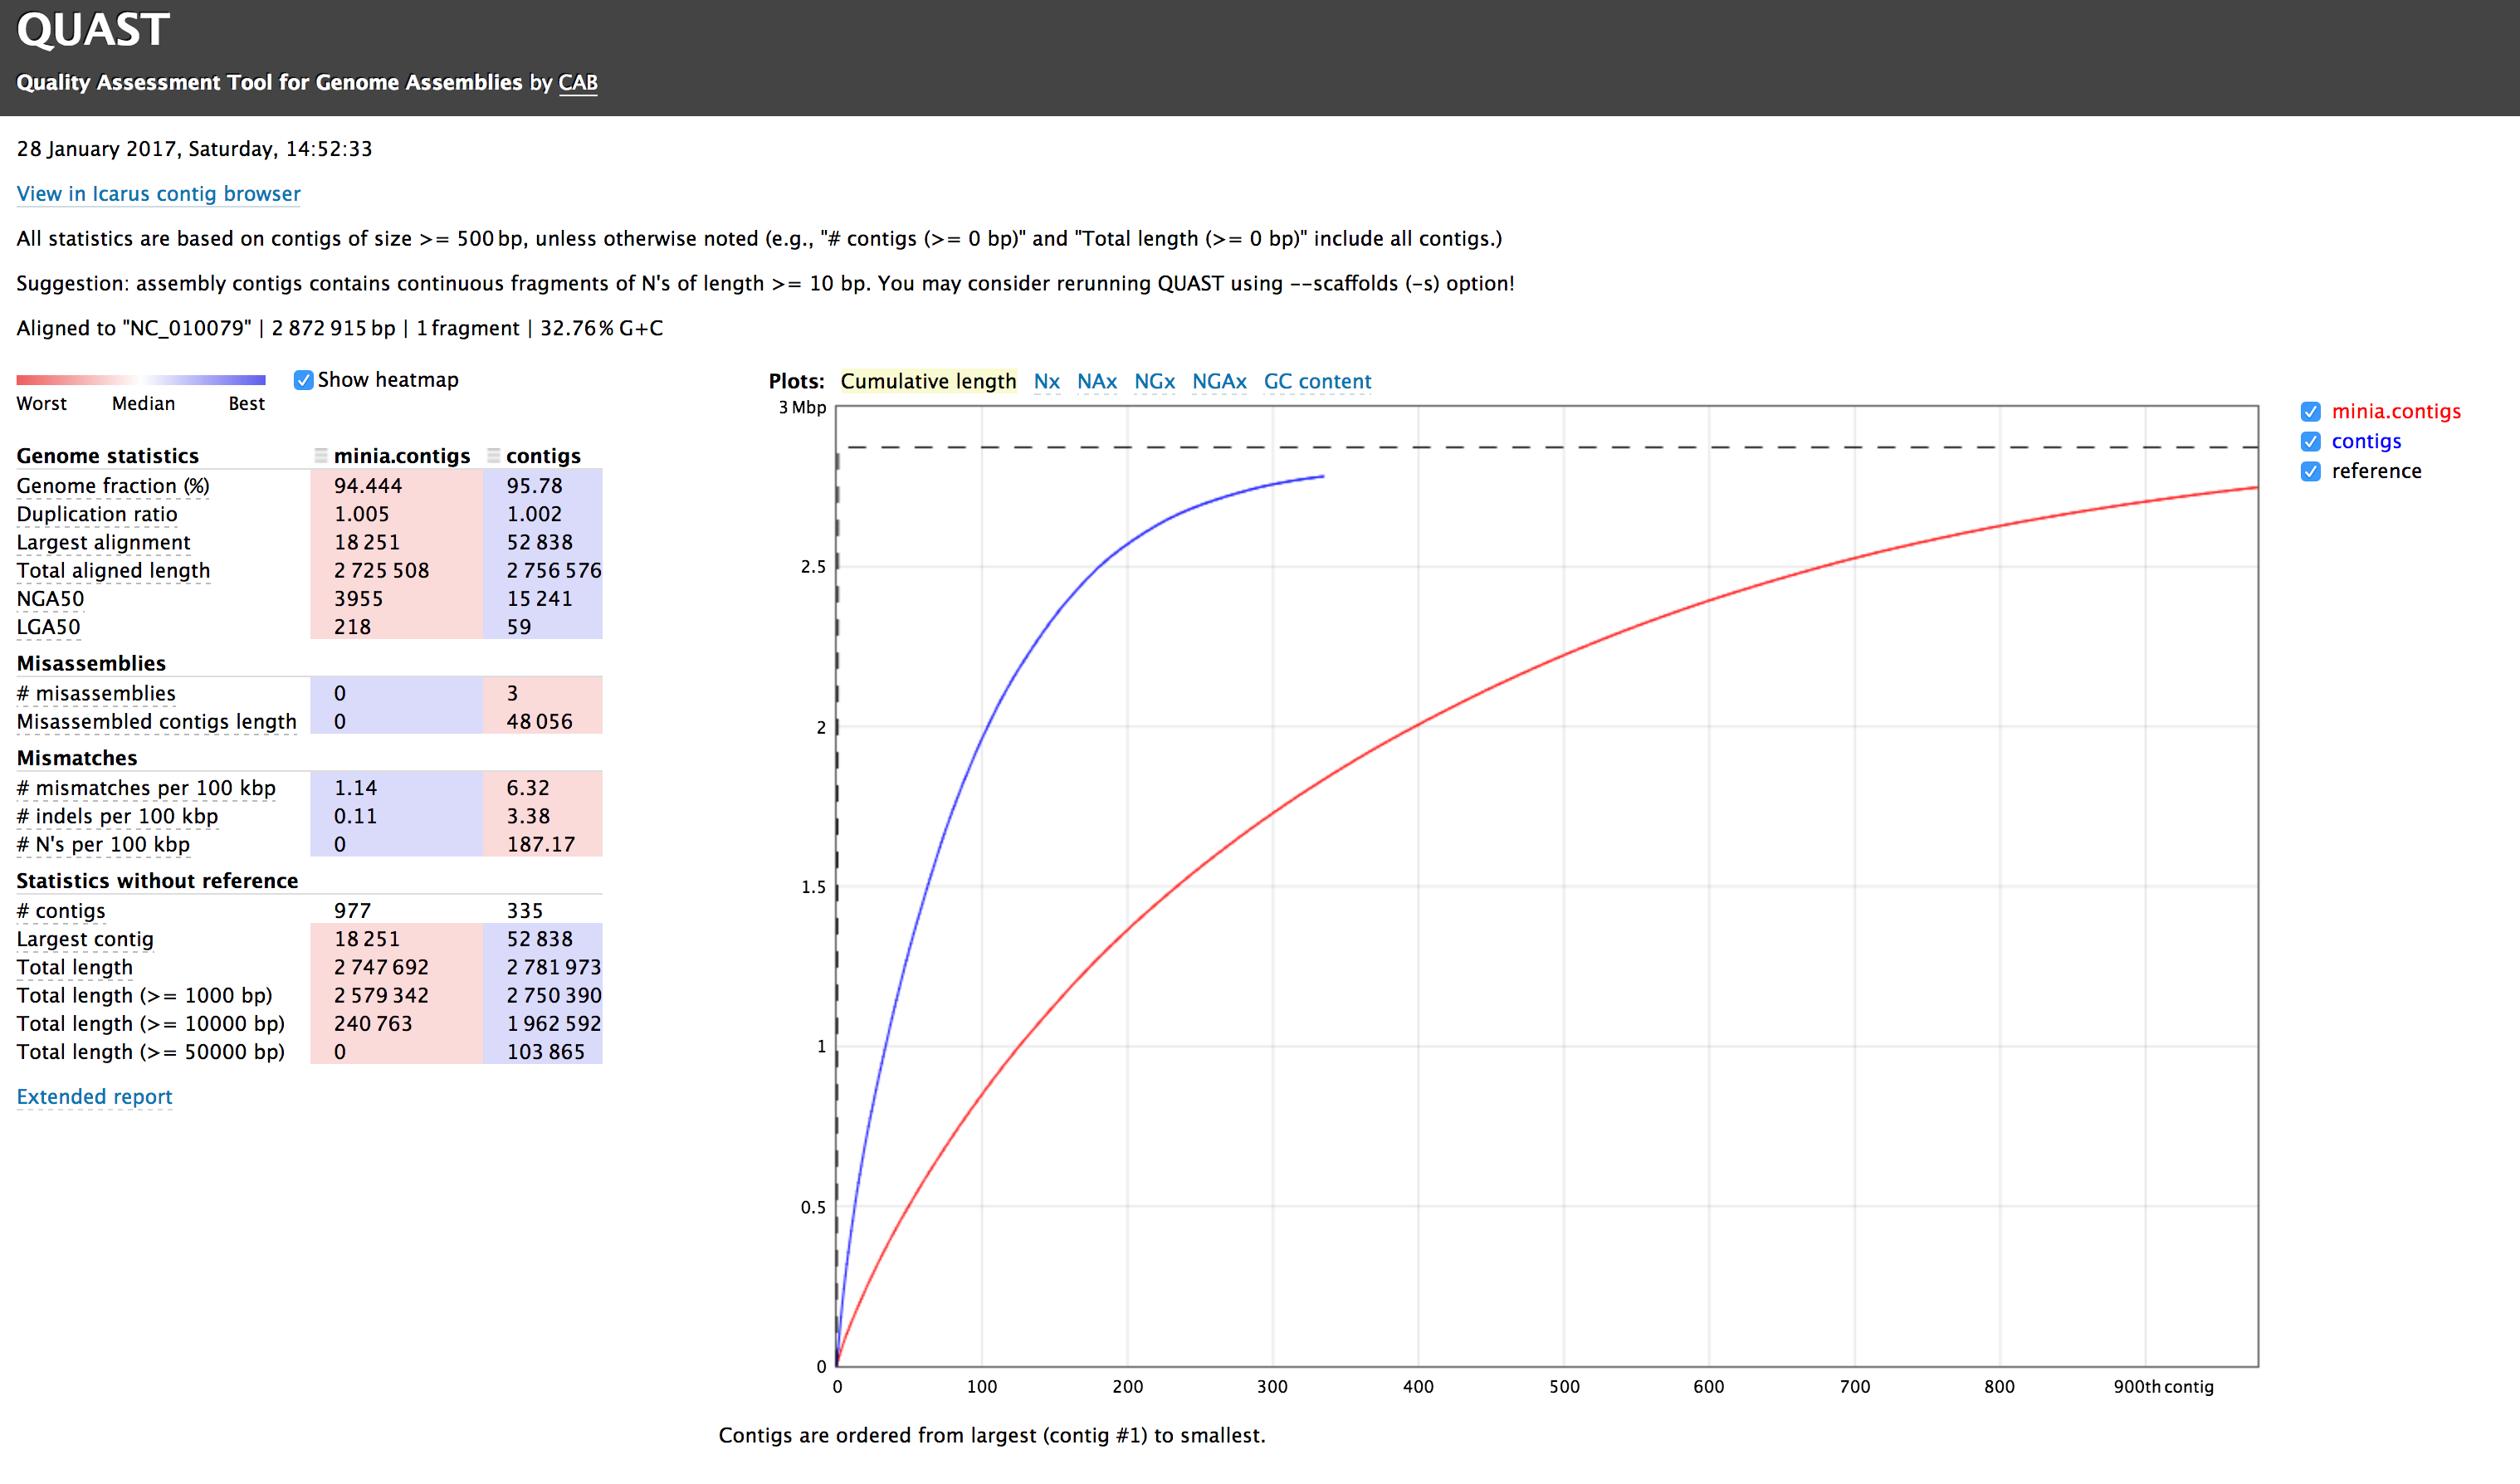 QUAST
Quality Assessment Tool for Genome Assemblies by CAB
28 January 2017, Saturday, 14:52:33
View in Icarus contig browser
All statistics are based on contigs of size >= 500 bp, unless otherwise noted (e.g., "# contigs (>= 0 bp)" and "Total length (>= 0 bp)" include all contigs.)
Suggestion: assembly contigs contains continuous fragments of N's of length >= 10 bp. You may consider rerunning QUAST using --scaffolds (-s) option!
Aligned to "NC_010079" | 2 872 915 bp | 1 fragment | 32.76% G+C
Show heatmap
Worst Median Best
Genome statistics minia.contigs contigs
Genome fraction (%) 94.444 95.78
Duplication ratio 1.005 1.002
Largest alignment 18 251 52 838
Total aligned length 2 725 508 2 756 576
NGA50 3955 15 241
LGA50 218 59
Misassemblies
# misassemblies 0 3
Misassembled contigs length 0 48 056
Mismatches
# mismatches per 100 kbp 1.14 6.32
# indels per 100 kbp 0.11 3.38
# N's per 100 kbp 0 187.17
Statistics without reference
# contigs 977 335
Largest contig 18 251 52 838
Total length 2 747 692 2 781 973
Total length (>= 1000 bp) 2 579 342 2 750 390
Total length (>= 10000 bp) 240 763 1 962 592
Total length (>= 50000 bp) 0 103 865
Extended report
Plots: Cumulative length Nx NAx NGx NGAx GC content
3 Mbp
2.5
2
1.5
1
0.5
0
0 100 200 300 400 500 600 700 800 900th contig
Contigs are ordered from largest (contig #1) to smallest.
minia.contigs
contigs
reference